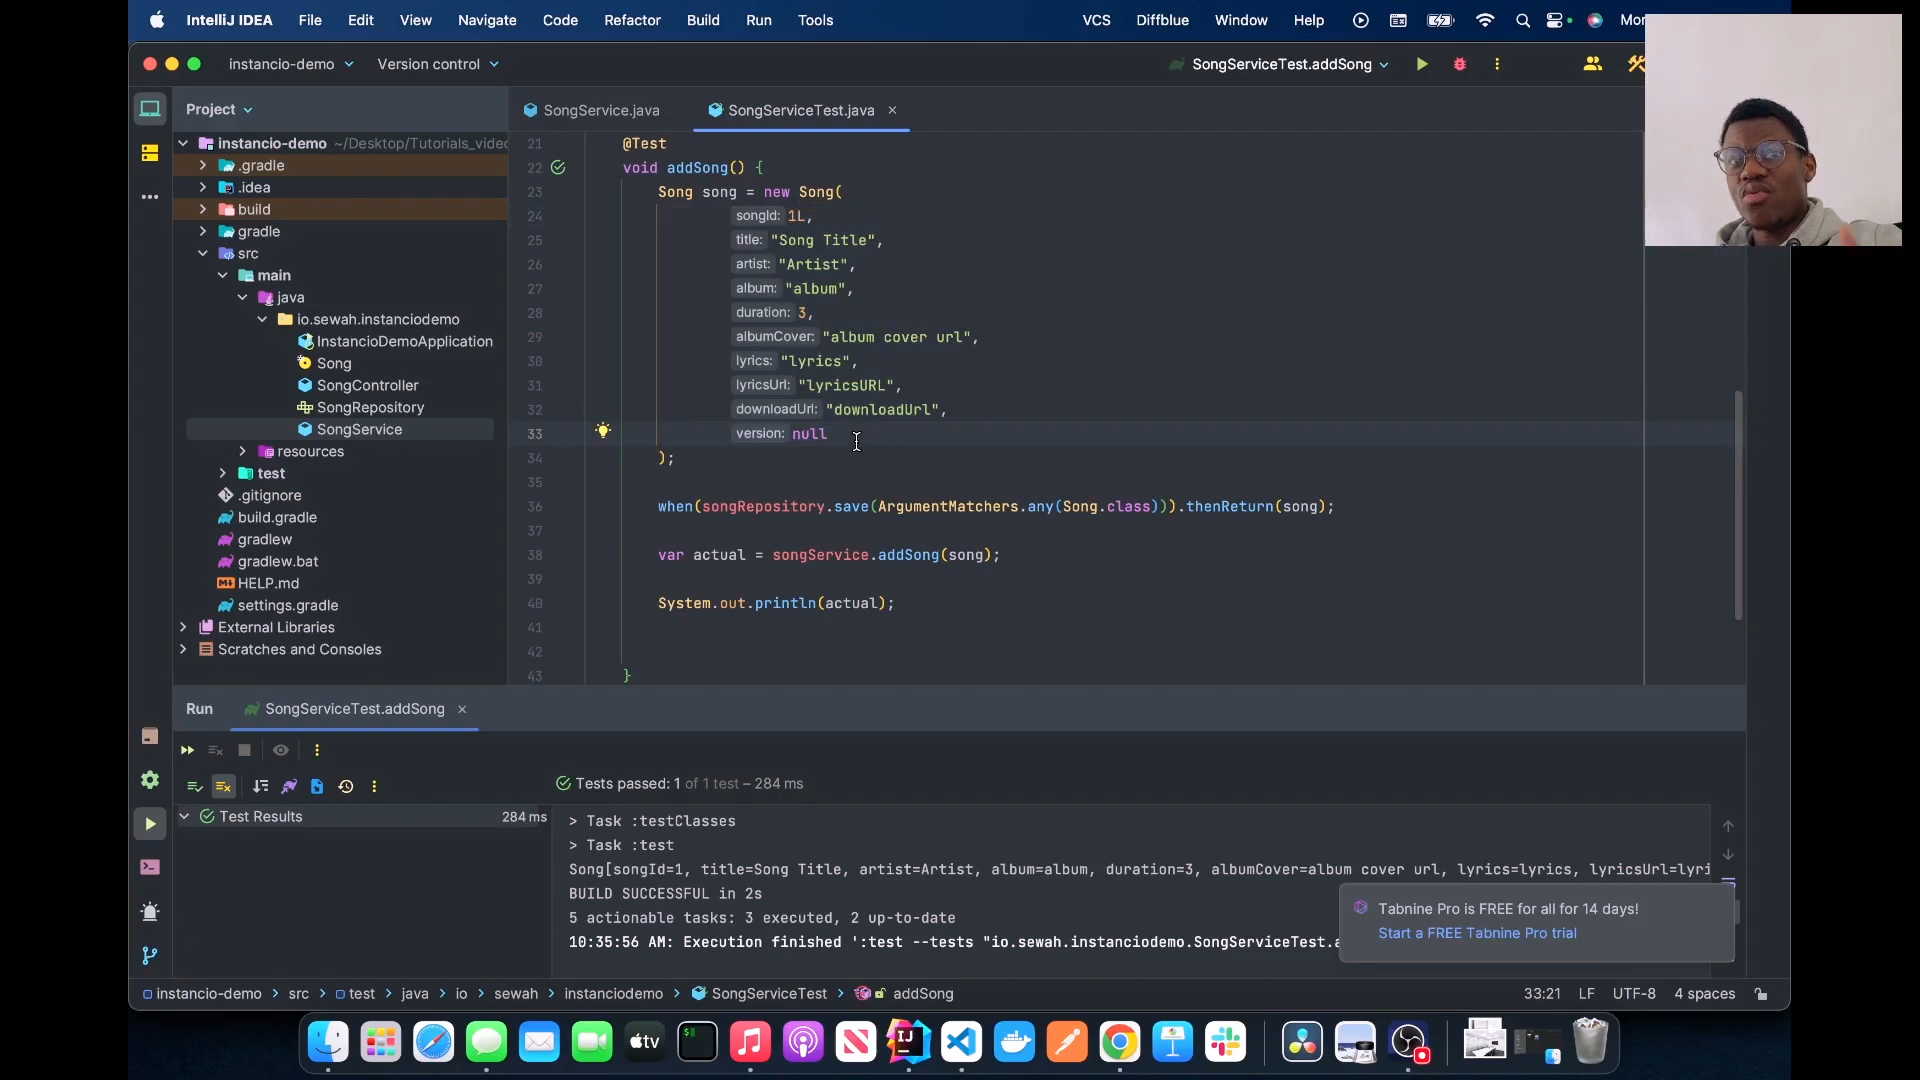 IntelliJ IDEA File Edit View Navigate Code Refactor Build Run Tools VCS Diffblue Window Help
instancio-demo Version control SongServiceTest.addSong
Project
SongService.java SongServiceTest.java
instancio-demo ~/Desktop/Tutorials_videc
.gradle
.idea
build
gradle
src
main
java
io.sewah.instanciodemo
InstancioDemoApplication
Song
SongController
SongRepository
SongService
resources
test
.gitignore
build.gradle
gradlew
gradlew.bat
HELP.md
settings.gradle
External Libraries
Scratches and Consoles
21 @Test
22 void addSong() {
23 Song song = new Song(
24 songId: 1L,
25 title: "Song Title",
26 artist: "Artist",
27 album: "album",
28 duration: 3,
29 albumCover: "album cover url",
30 lyrics: "lyrics",
31 lyricsUrl: "lyricsURL",
32 downloadUrl: "downloadUrl",
33 version: null
34 );
35
36 when(songRepository.save(ArgumentMatchers.any(Song.class))).thenReturn(song);
37
38 var actual = songService.addSong(song);
39
40 System.out.println(actual);
41
42
43 }
Run SongServiceTest.addSong
Tests passed: 1 of 1 test – 284 ms
Test Results 284 ms
> Task :testClasses
> Task :test
Song[songId=1, title=Song Title, artist=Artist, album=album, duration=3, albumCover=album cover url, lyrics=lyrics, lyricsUrl=lyri
BUILD SUCCESSFUL in 2s
5 actionable tasks: 3 executed, 2 up-to-date
10:35:56 AM: Execution finished ':test --tests "io.sewah.instanciodemo.SongServiceTest.a
Tabnine Pro is FREE for all for 14 days!
Start a FREE Tabnine Pro trial
instancio-demo > src > test > java > io > sewah > instanciodemo > SongServiceTest > addSong 33:21 LF UTF-8 4 spaces
tv